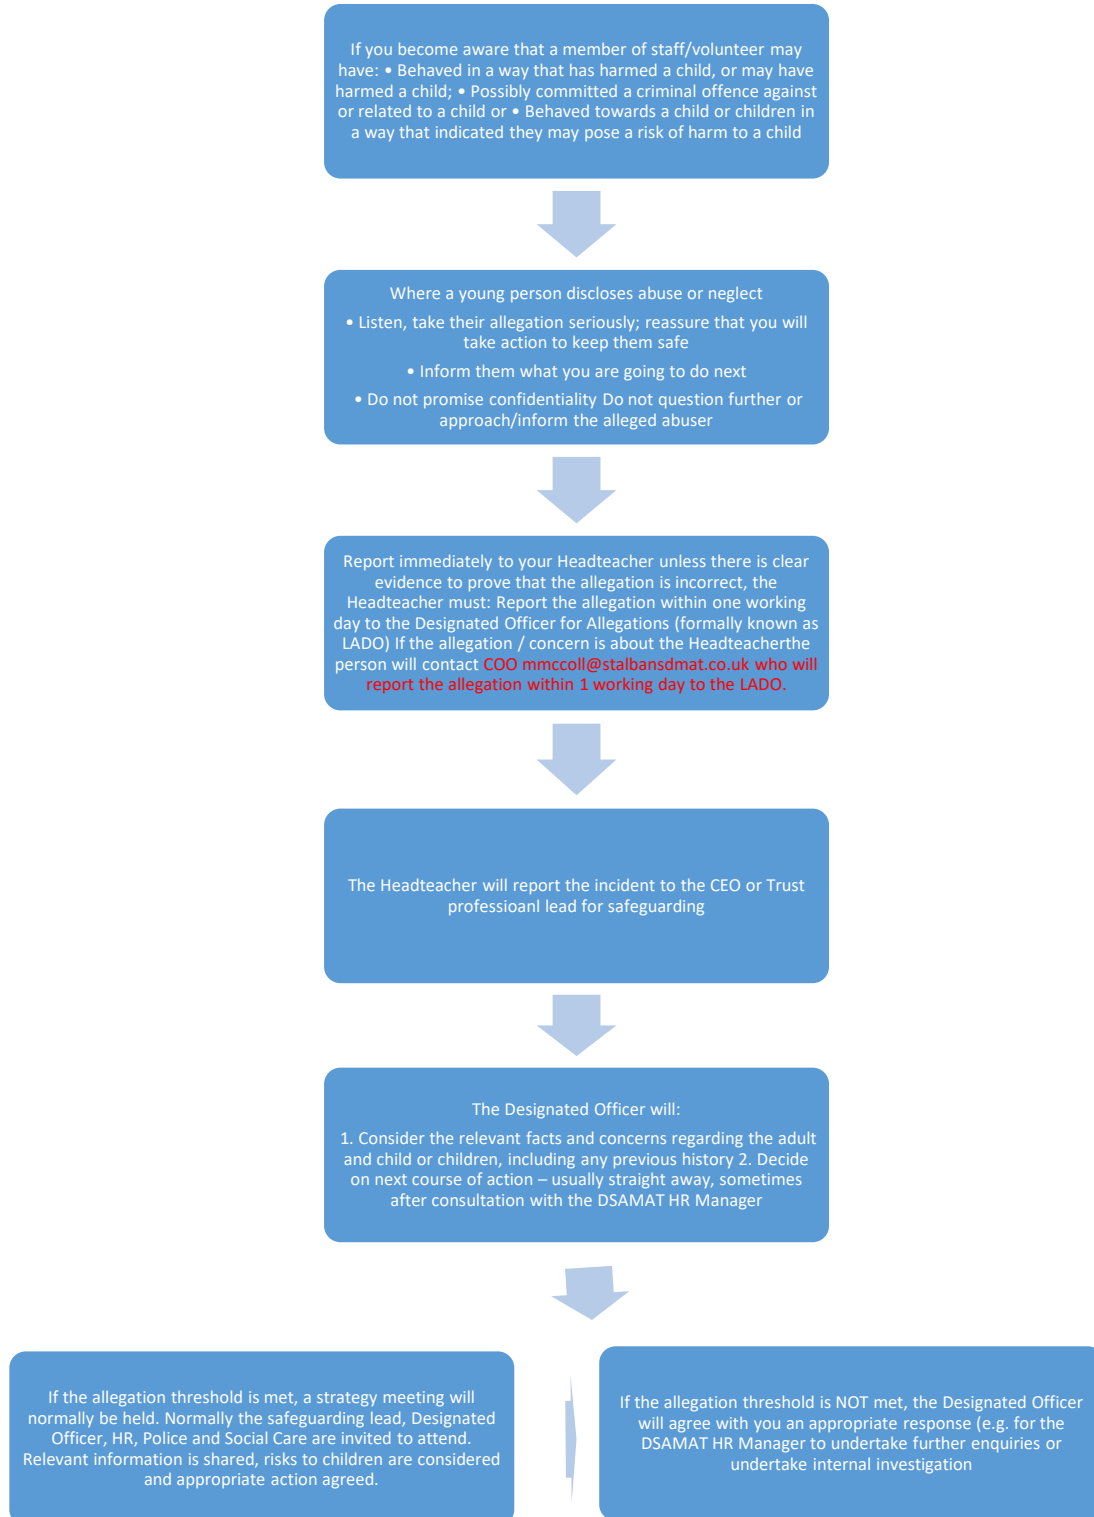 If you become aware that a member of staff/volunteer may
have: • Behaved in a way that has harmed a child, or may have
harmed a child; • Possibly committed a criminal offence against
or related to a child or • Behaved towards a child or children in
a way that indicated they may pose a risk of harm to a child
Where a young person discloses abuse or neglect
• Listen, take their allegation seriously; reassure that you will
take action to keep them safe
• Inform them what you are going to do next
• Do not promise confidentiality Do not question further or
approach/inform the alleged abuser
Report immediately to your Headteacher unless there is clear
evidence to prove that the allegation is incorrect, the
Headteacher must: Report the allegation within one working
day to the Designated Officer for Allegations (formally known as
LADO) If the allegation / concern is about the Headteacherthe
person will contact COO mmccoll@stalbansdmat.co.uk who will
report the allegation within 1 working day to the LADO.
The Headteacher will report the incident to the CEO or Trust
professioanl lead for safeguarding
The Designated Officer will:
1. Consider the relevant facts and concerns regarding the adult
and child or children, including any previous history 2. Decide
on next course of action – usually straight away, sometimes
after consultation with the DSAMAT HR Manager
If the allegation threshold is met, a strategy meeting will
normally be held. Normally the safeguarding lead, Designated
Officer, HR, Police and Social Care are invited to attend.
Relevant information is shared, risks to children are considered
and appropriate action agreed.
If the allegation threshold is NOT met, the Designated Officer
will agree with you an appropriate response (e.g. for the
DSAMAT HR Manager to undertake further enquiries or
undertake internal investigation